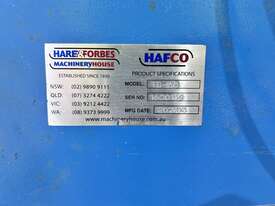 HARE & FORBES
MACHINERYHOUSE
ESTABLISHED SINCE 1930
NSW: (02) 9890 9111
QLD: (07) 3274 4222
VIC: (03) 9212 4422
WA: (08) 9373 9999
HAFCO
PRODUCT SPECIFICATIONS
MODEL:
SER NO:
MFG DATE:
www.machineryhouse.com.au